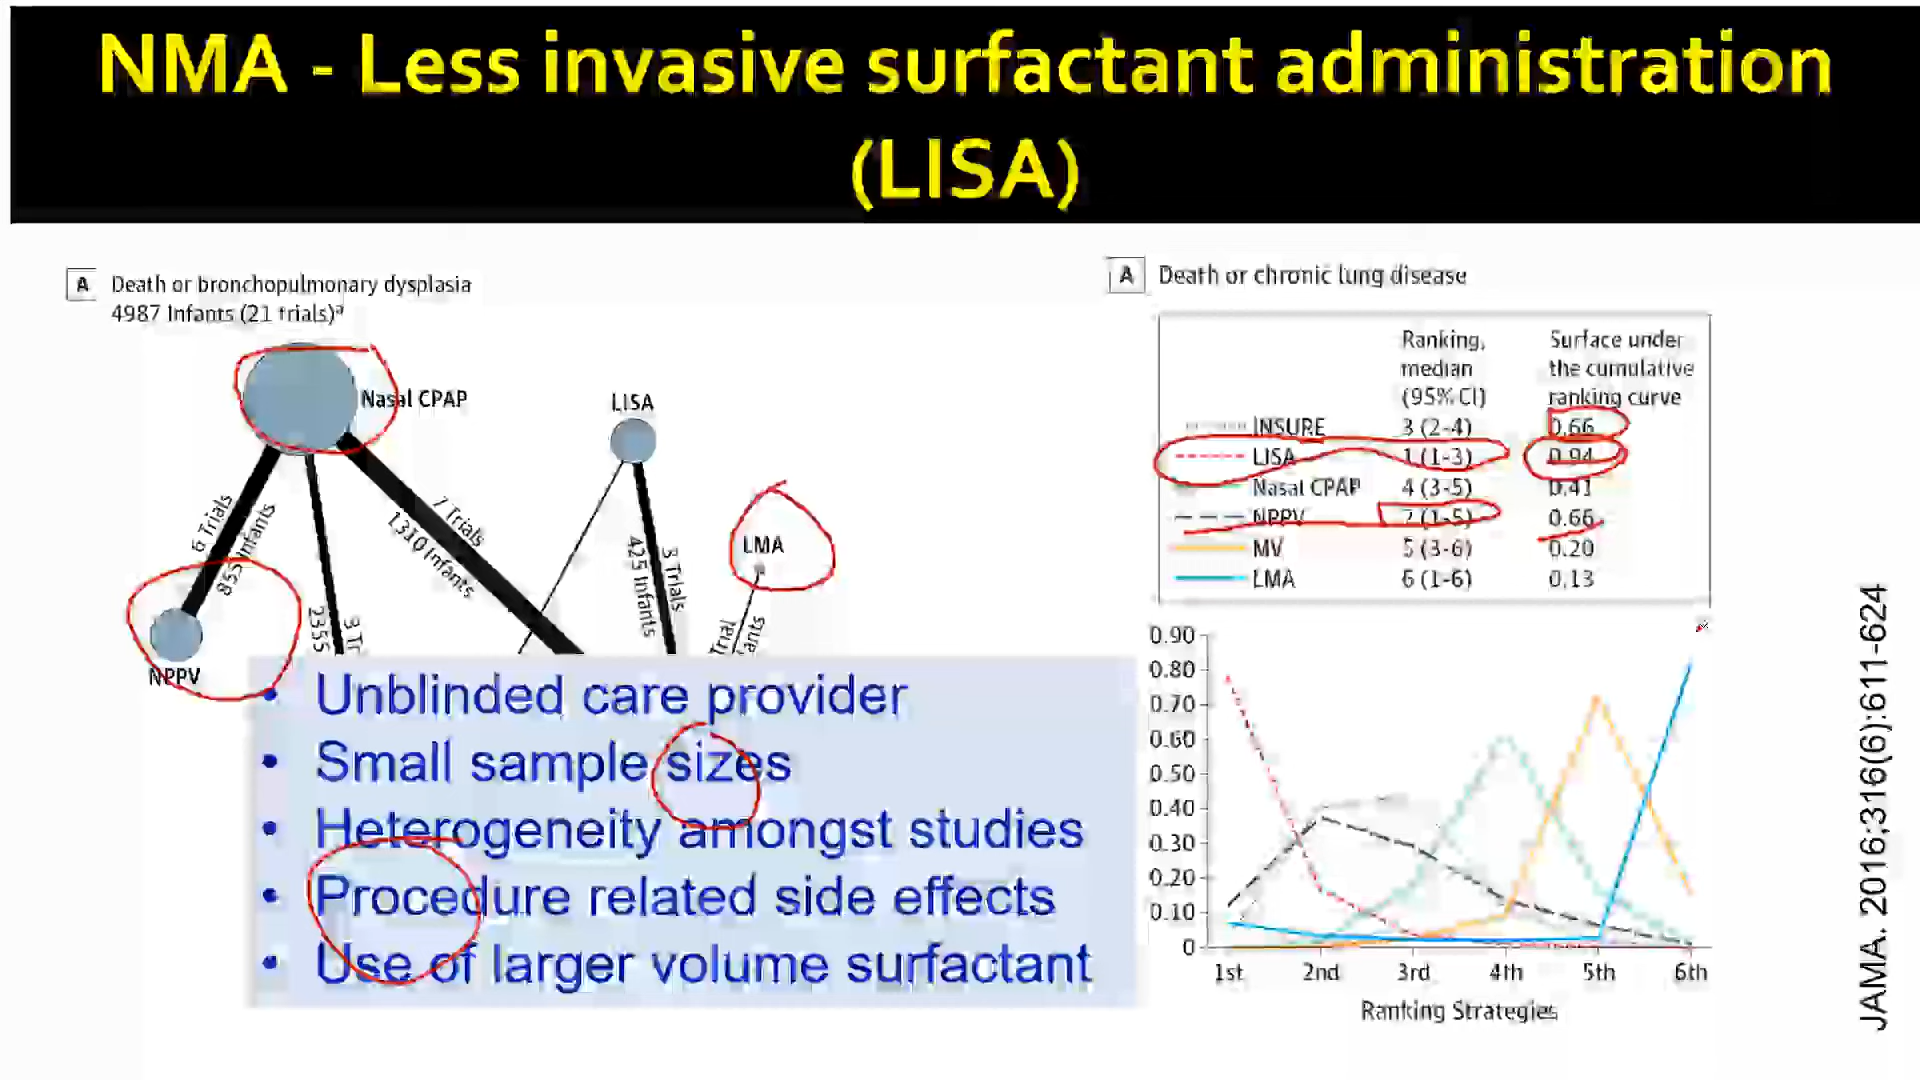 NMA - Less invasive surfactant administration
(LISA)
A Death or bronchopulmonary dysplasia
4987 Infants (21 trials)ª
Nasal CPAP
LISA
LMA
NPPV
6 Trials
855 Infants
2355
3 Tr
7 Trials
1310 Infants
3 Trials
425 Infants
Trial
ants
• Unblinded care provider
• Small sample sizes
• Heterogeneity amongst studies
• Procedure related side effects
• Use of larger volume surfactant
A Death or chronic lung disease
Ranking, Surface under
median the cumulative
(95% CI) ranking curve
INSURE 3 (2-4) 0.66
LISA 1 (1-3) 0.94
Nasal CPAP 4 (3-5) 0.41
NPPV (1-5) 0.66
MV 5 (3-6) 0.20
LMA 6 (1-6) 0.13
0.90
0.80
0.70
0.60
0.50
0.40
0.30
0.20
0.10
0
1st 2nd 3rd 4th 5th 6th
Ranking Strategies
JAMA. 2016;316(6):611-624